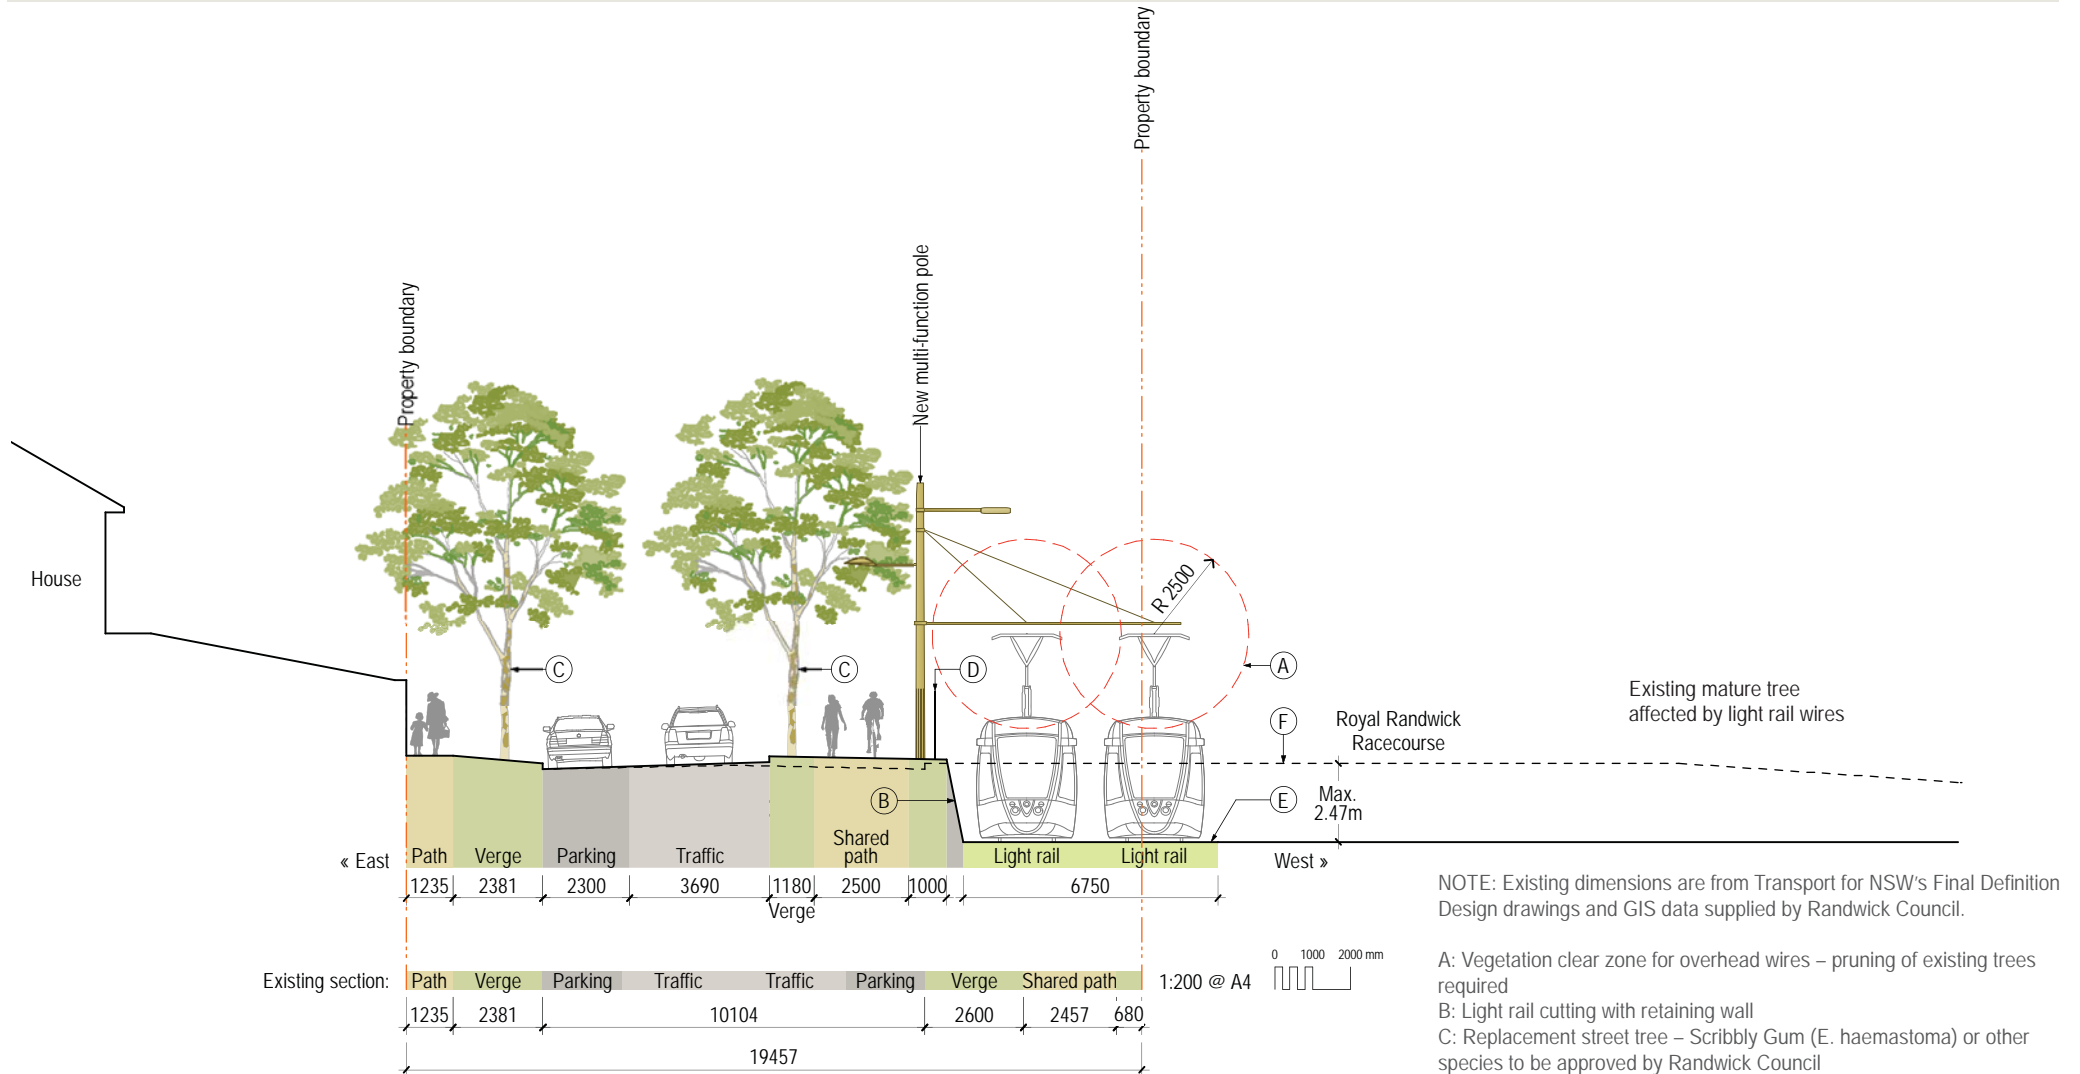 Property boundary
Property boundary
New multi-function pole
House
R 2500
C
C
D
A
Existing mature tree
affected by light rail wires
F
Royal Randwick
Racecourse
B
E
Max.
2.47m
« East
Path
Verge
Parking
Traffic
Shared
path
Light rail
Light rail
West »
1235
2381
2300
3690
1180
2500
1000
6750
Verge
NOTE: Existing dimensions are from Transport for NSW's Final Definition
Design drawings and GIS data supplied by Randwick Council.
Existing section:
Path
Verge
Parking
Traffic
Traffic
Parking
Verge
Shared path
1:200 @ A4
0 1000 2000 mm
1235
2381
10104
2600
2457
680
19457
A: Vegetation clear zone for overhead wires – pruning of existing trees
required
B: Light rail cutting with retaining wall
C: Replacement street tree – Scribbly Gum (E. haemastoma) or other
species to be approved by Randwick Council